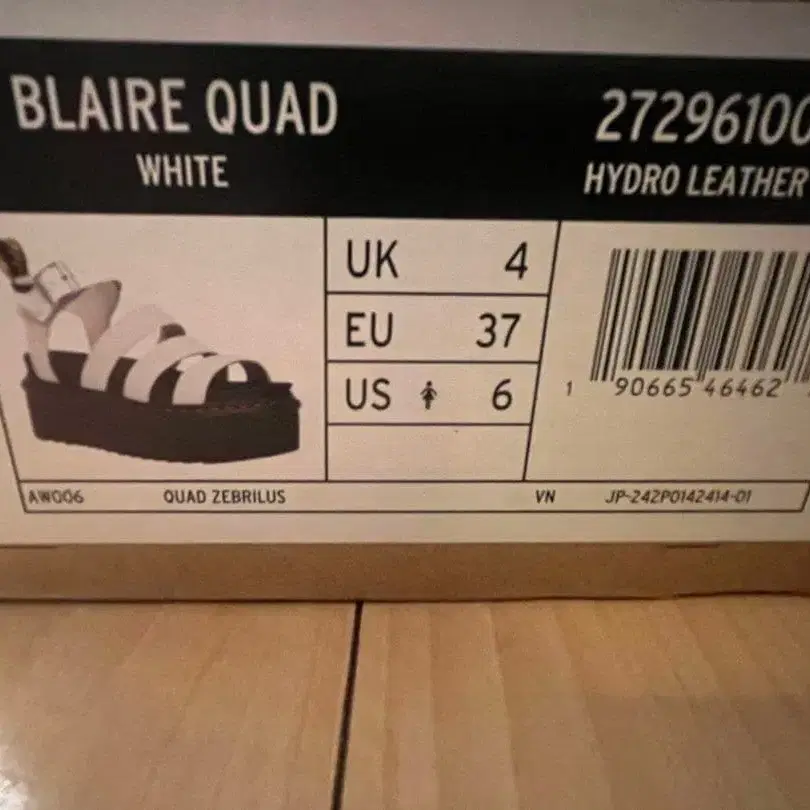 BLAIRE QUAD
WHITE
27296100
HYDRO LEATHER
UK 4
EU 37
US 6
1 90665 46462
AW006 QUAD ZEBRILUS VN JP-242P0142414-01